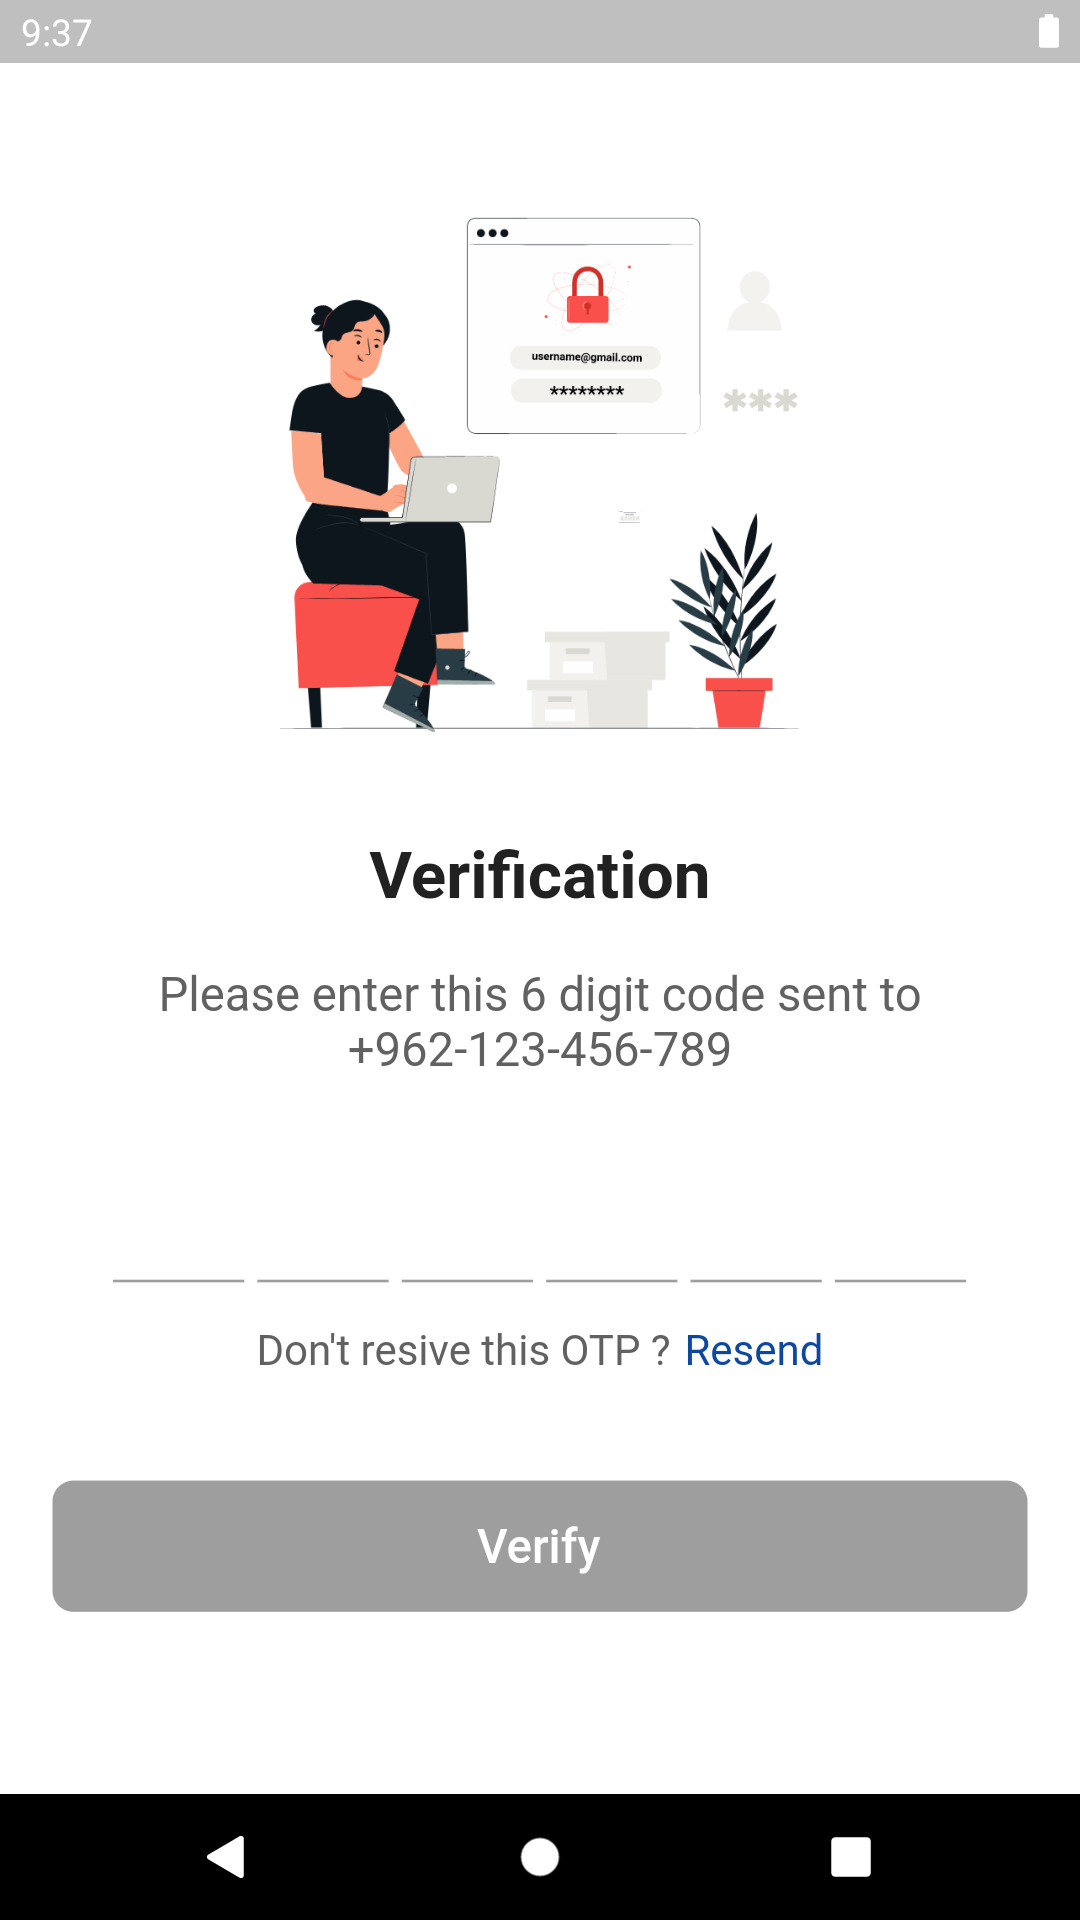 9:37
username@gmail.com
********
***
Verification
Please enter this 6 digit code sent to
+962-123-456-789
Don't resive this OTP ? Resend
Verify